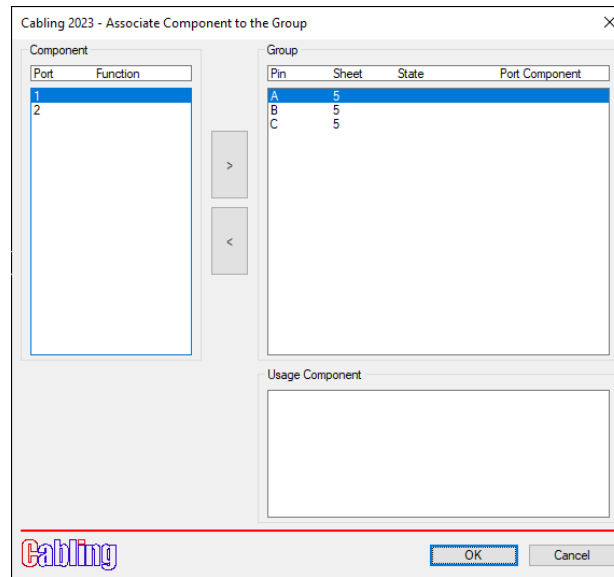 Cabling 2023 - Associate Component to the Group
Component
Port Function
1
2
>
<
Group
Pin Sheet State Port Component
A 5
B 5
C 5
Usage Component
Cabling
OK Cancel